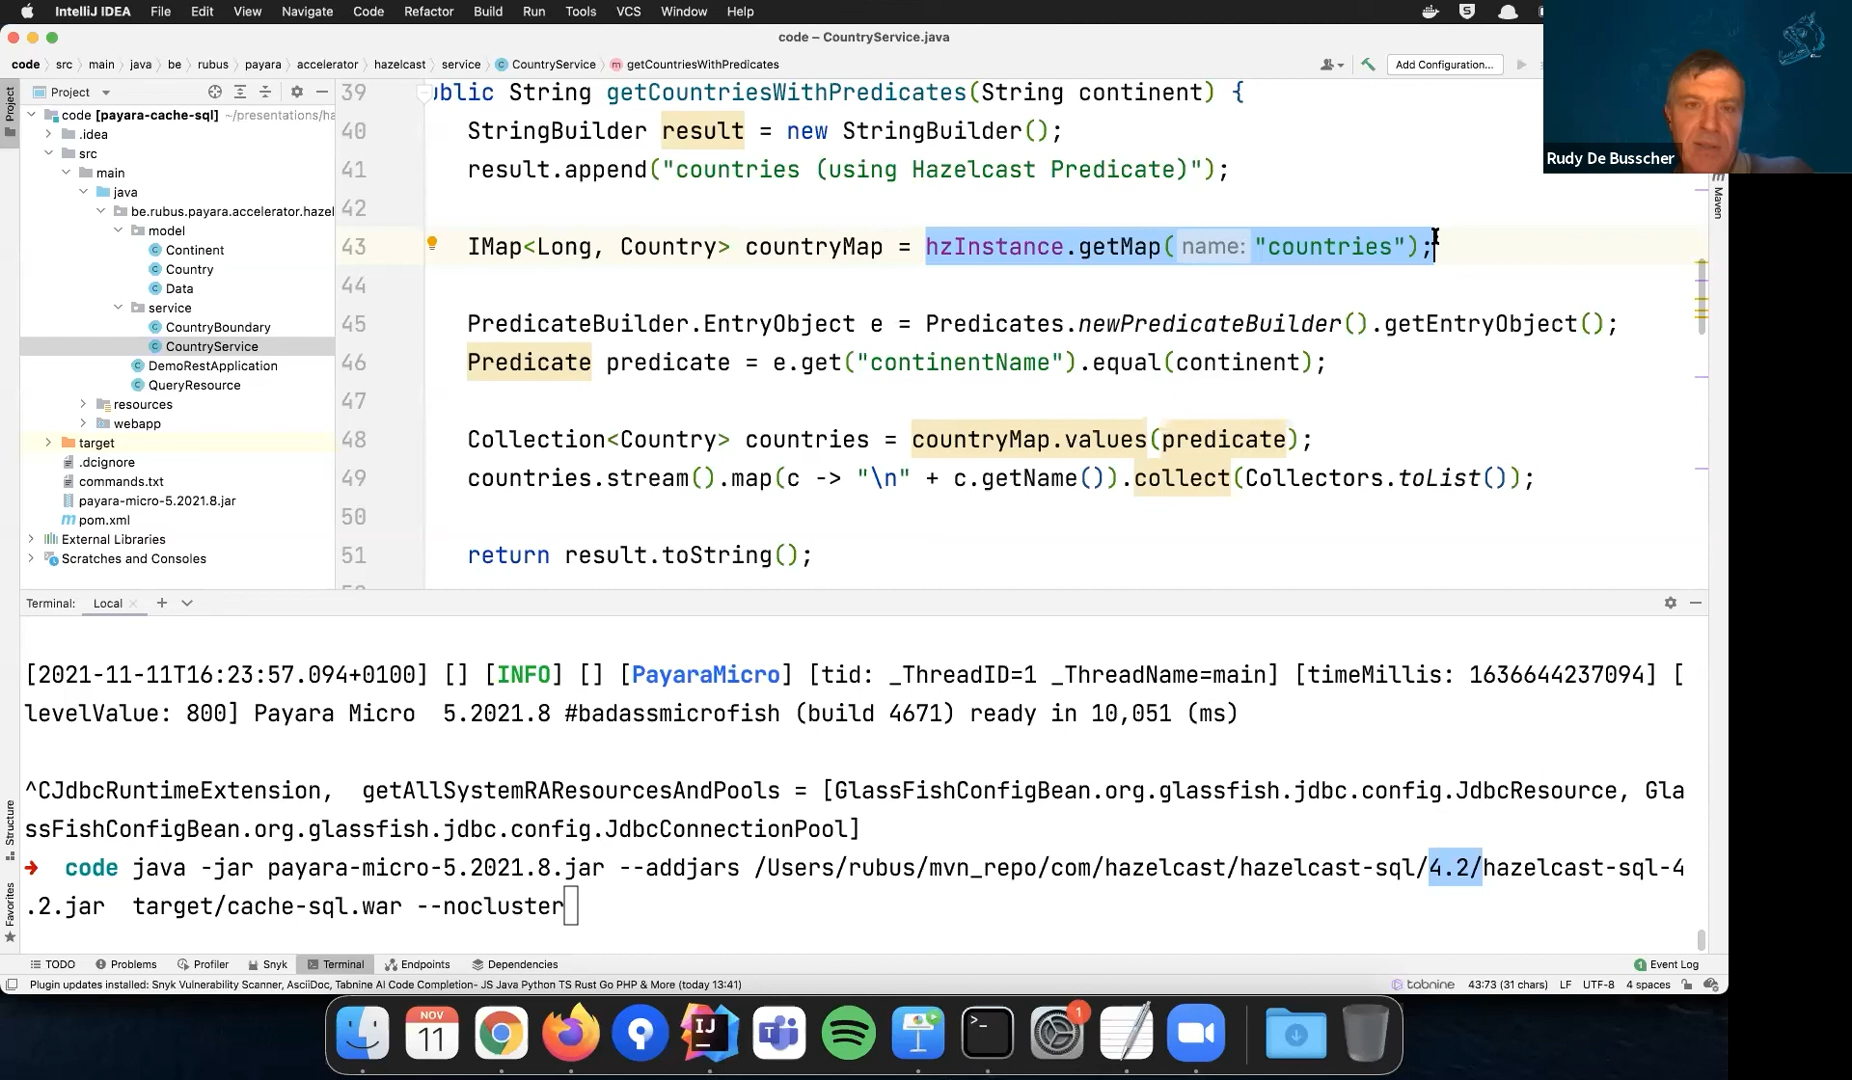 IntelliJ IDEA File Edit View Navigate Code Refactor Build Run Tools VCS Window Help
code – CountryService.java
code src main java be rubus payara accelerator hazelcast service CountryService getCountriesWithPredicates
Add Configuration...
Project
Project
code [payara-cache-sql] ~/presentations/ha
.idea
src
main
java
be.rubus.payara.accelerator.hazel
model
Continent
Country
Data
service
CountryBoundary
CountryService
DemoRestApplication
QueryResource
resources
webapp
target
.dcignore
commands.txt
payara-micro-5.2021.8.jar
pom.xml
External Libraries
Scratches and Consoles
39 ublic String getCountriesWithPredicates(String continent) {
40 StringBuilder result = new StringBuilder();
41 result.append("countries (using Hazelcast Predicate)");
42
43 IMap<Long, Country> countryMap = hzInstance.getMap( name: "countries");
44
45 PredicateBuilder.EntryObject e = Predicates.newPredicateBuilder().getEntryObject();
46 Predicate predicate = e.get("continentName").equal(continent);
47
48 Collection<Country> countries = countryMap.values(predicate);
49 countries.stream().map(c -> "\n" + c.getName()).collect(Collectors.toList());
50
51 return result.toString();
Rudy De Busscher
Maven
Terminal: Local
[2021-11-11T16:23:57.094+0100] [] [INFO] [] [PayaraMicro] [tid: _ThreadID=1 _ThreadName=main] [timeMillis: 1636644237094] [
levelValue: 800] Payara Micro 5.2021.8 #badassmicrofish (build 4671) ready in 10,051 (ms)
^CJdbcRuntimeExtension, getAllSystemRAResourcesAndPools = [GlassFishConfigBean.org.glassfish.jdbc.config.JdbcResource, Gla
ssFishConfigBean.org.glassfish.jdbc.config.JdbcConnectionPool]
→ code java -jar payara-micro-5.2021.8.jar --addjars /Users/rubus/mvn_repo/com/hazelcast/hazelcast-sql/4.2/hazelcast-sql-4
.2.jar target/cache-sql.war --nocluster
Structure
Favorites
TODO Problems Profiler Snyk Terminal Endpoints Dependencies
1 Event Log
Plugin updates installed: Snyk Vulnerability Scanner, AsciiDoc, Tabnine AI Code Completion- JS Java Python TS Rust Go PHP & More (today 13:41)
tabnine 43:73 (31 chars) LF UTF-8 4 spaces
NOV
11
IJ
1